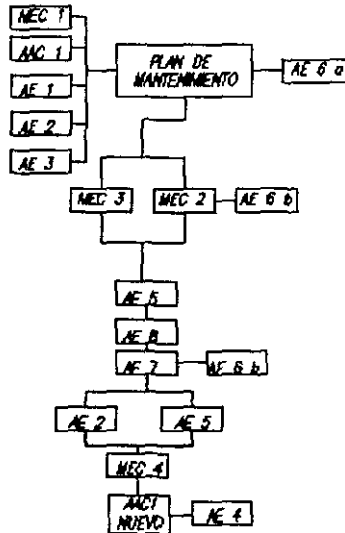 MEC 1
AAC 1
AE 1
AE 2
AE 3
PLAN DE
MANTENIMIENTO
AE 6 a
MEC 3
MEC 2
AE 6 b
AE 5
AE 8
AE 7
AE 6 b
AE 2
AE 5
MEC 4
AAC1
NUEVO
AE 4